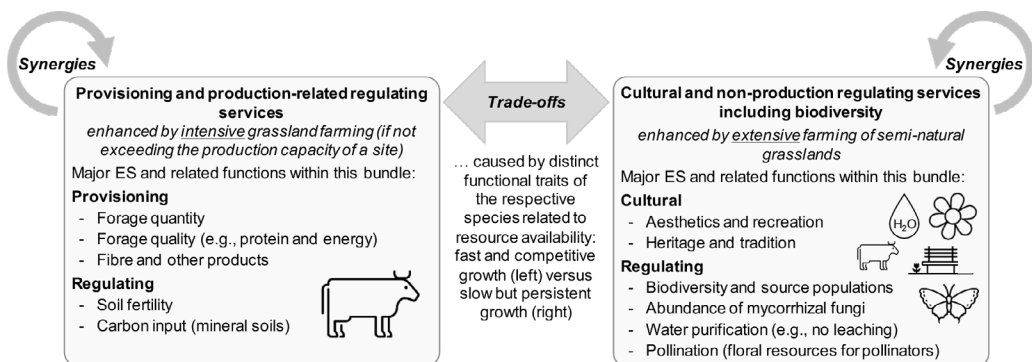 Synergies
Provisioning and production-related regulating
services
enhanced by intensive grassland farming (if not
exceeding the production capacity of a site)
Major ES and related functions within this bundle:
Provisioning
- Forage quantity
- Forage quality (e.g., protein and energy)
- Fibre and other products
Regulating
- Soil fertility
- Carbon input (mineral soils)
Trade-offs
… caused by distinct
functional traits of
the respective
species related to
resource availability:
fast and competitive
growth (left) versus
slow but persistent
growth (right)
Synergies
Cultural and non-production regulating services
including biodiversity
enhanced by extensive farming of semi-natural
grasslands
Major ES and related functions within this bundle:
Cultural
- Aesthetics and recreation
- Heritage and tradition
H₂O
Regulating
- Biodiversity and source populations
- Abundance of mycorrhizal fungi
- Water purification (e.g., no leaching)
- Pollination (floral resources for pollinators)